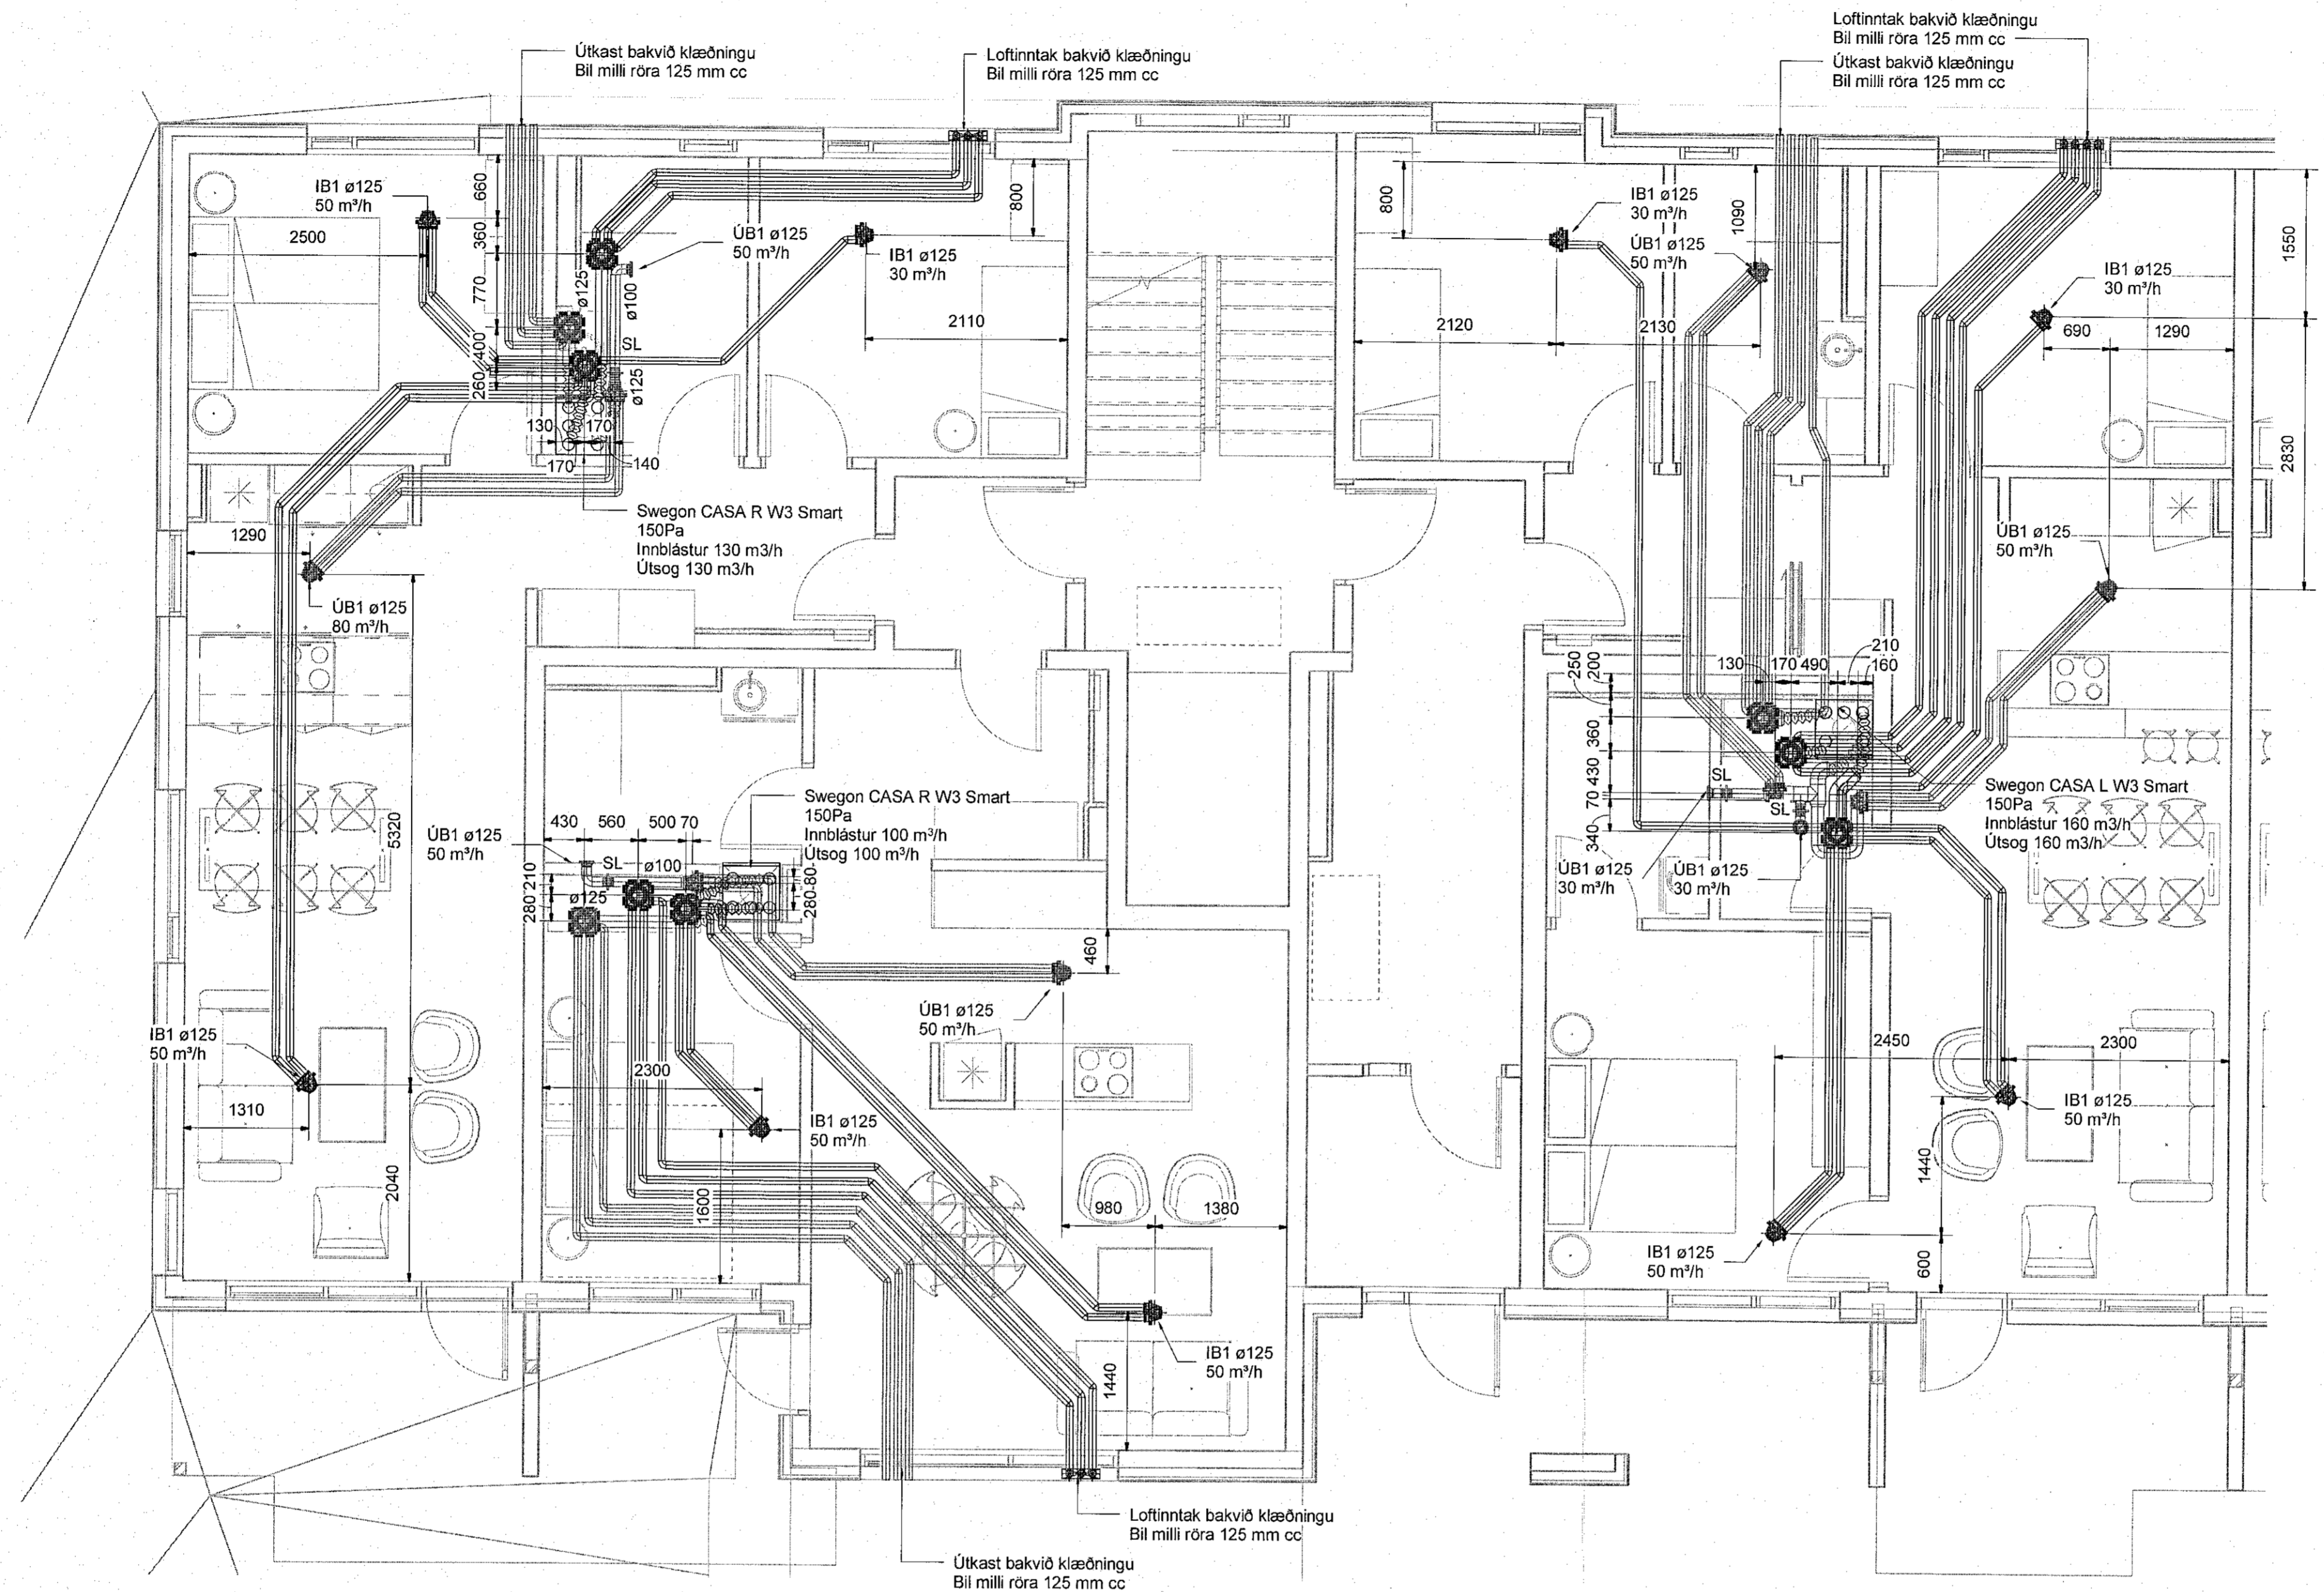 Útkast bakvið klæðningu
Bil milli röra 125 mm cc
Loftinntak bakvið klæðningu
Bil milli röra 125 mm cc
Loftinntak bakvið klæðningu
Bil milli röra 125 mm cc
Útkast bakvið klæðningu
Bil milli röra 125 mm cc
IB1 ø125
50 m³/h
2500
660
360
770
400
260
ø125
ø100
SL
ø125
ÚB1 ø125
50 m³/h
IB1 ø125
30 m³/h
800
2110
130
170
170
140
Swegon CASA R W3 Smart
150Pa
Innblástur 130 m3/h
Útsog 130 m3/h
1290
ÚB1 ø125
80 m³/h
5320
IB1 ø125
50 m³/h
1310
2040
800
2120
IB1 ø125
30 m³/h
ÚB1 ø125
50 m³/h
1090
2130
IB1 ø125
30 m³/h
690
1290
1550
2830
ÚB1 ø125
50 m³/h
250
200
130
170
490
210
160
360
430
70
340
SL
SL
ÚB1 ø125
30 m³/h
ÚB1 ø125
30 m³/h
Swegon CASA L W3 Smart
150Pa
Innblástur 160 m3/h
Útsog 160 m3/h
Swegon CASA R W3 Smart
150Pa
Innblástur 100 m³/h
Útsog 100 m³/h
430
560
500
70
ÚB1 ø125
50 m³/h
SL
ø100
ø125
210
280
80
280
460
ÚB1 ø125
50 m³/h
2300
IB1 ø125
50 m³/h
1600
980
1380
IB1 ø125
50 m³/h
1440
2450
2300
IB1 ø125
50 m³/h
1440
IB1 ø125
50 m³/h
600
Loftinntak bakvið klæðningu
Bil milli röra 125 mm cc
Útkast bakvið klæðningu
Bil milli röra 125 mm cc